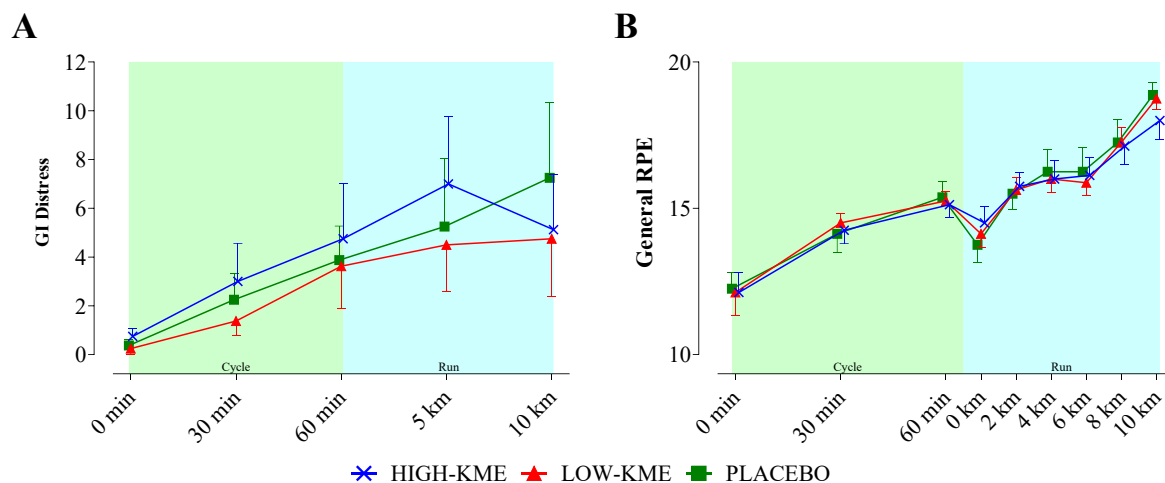 A
B
GI Distress
12
10
8
6
4
2
0
Cycle
Run
0 min
30 min
60 min
5 km
10 km
General RPE
20
15
10
Cycle
Run
0 min
30 min
60 min
0 km
2 km
4 km
6 km
8 km
10 km
HIGH-KME LOW-KME PLACEBO